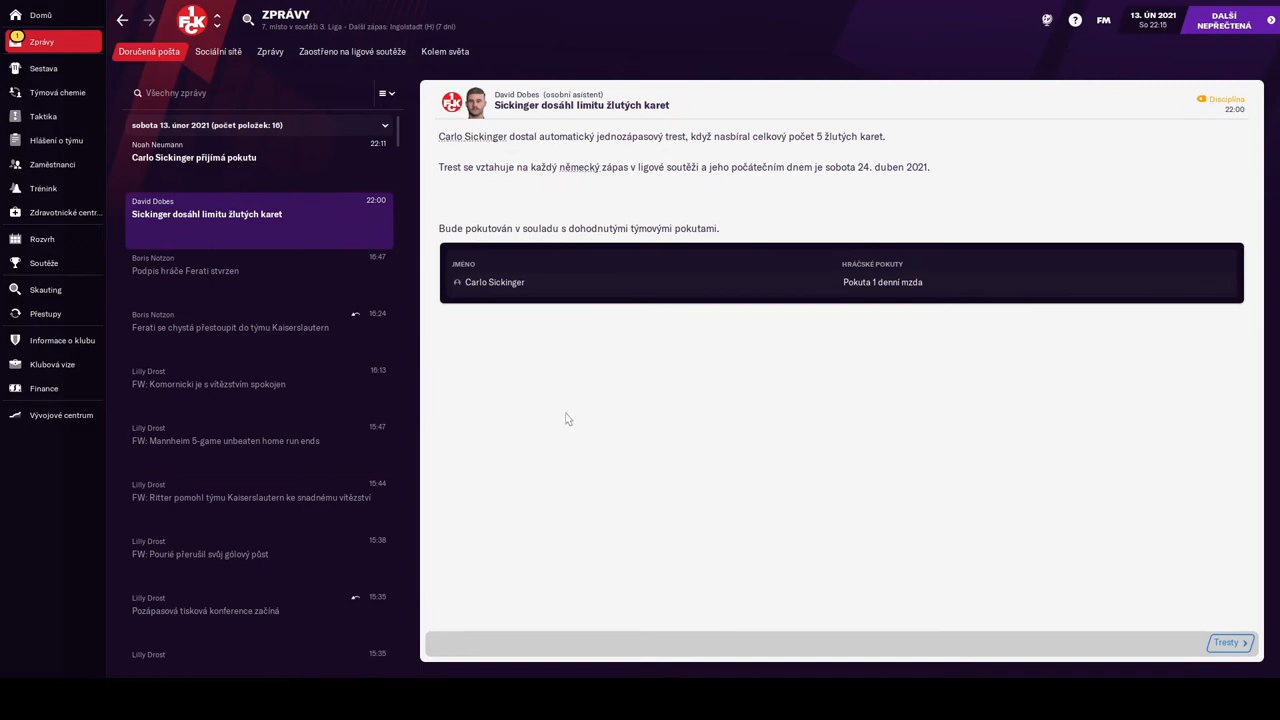 Domů
1
Zprávy
Sestava
Týmová chemie
Taktika
Hlášení o týmu
Zaměstnanci
Trénink
Zdravotnické centr...
Rozvrh
Soutěže
Skauting
Přestupy
Informace o klubu
Klubová vize
Finance
Vývojové centrum
1.
FCK
ZPRÁVY
7. místo v soutěži 3. Liga - Další zápas: Ingolstadt (H) (7 dní)
?
FM
13. ÚN 2021
So 22:15
DALŠÍ
NEPŘEČTENÁ
Doručená pošta
Sociální sítě
Zprávy
Zaostřeno na ligové soutěže
Kolem světa
Všechny zprávy
sobota 13. únor 2021 (počet položek: 16)
Noah Neumann
22:11
Carlo Sickinger přijímá pokutu
David Dobes
22:00
Sickinger dosáhl limitu žlutých karet
Boris Notzon
16:47
Podpis hráče Ferati stvrzen
Boris Notzon
16:24
Ferati se chystá přestoupit do týmu Kaiserslautern
Lilly Drost
16:13
FW: Komornicki je s vítězstvím spokojen
Lilly Drost
15:47
FW: Mannheim 5-game unbeaten home run ends
Lilly Drost
15:44
FW: Ritter pomohl týmu Kaiserslautern ke snadnému vítězství
Lilly Drost
15:38
FW: Pourié přerušil svůj gólový půst
Lilly Drost
15:35
Pozápasová tisková konference začíná
Lilly Drost
15:35
David Dobes (osobní asistent)
Sickinger dosáhl limitu žlutých karet
Disciplína
22:00
Carlo Sickinger dostal automatický jednozápasový trest, když nasbíral celkový počet 5 žlutých karet.
Trest se vztahuje na každý německý zápas v ligové soutěži a jeho počátečním dnem je sobota 24. duben 2021.
Bude pokutován v souladu s dohodnutými týmovými pokutami.
JMÉNO
HRÁČSKÉ POKUTY
Carlo Sickinger
Pokuta 1 denní mzda
Tresty